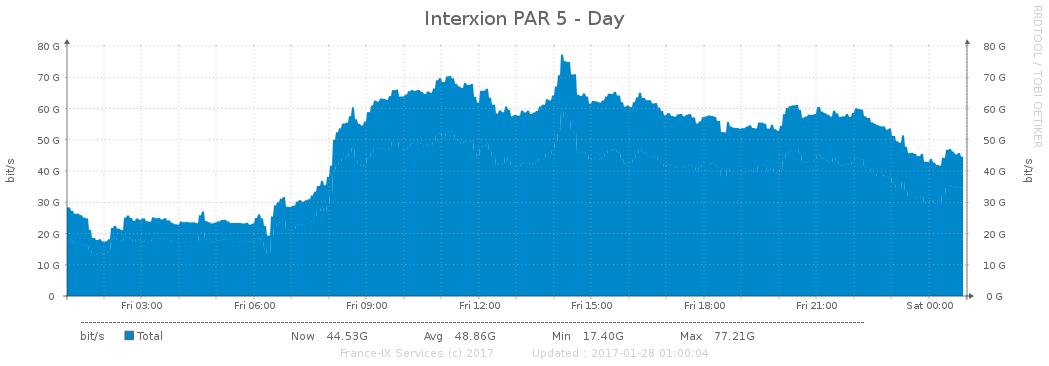 Interxion PAR 5 - Day
RRDTOOL / TOBI OETIKER
80 G 80 G
70 G 70 G
60 G 60 G
50 G 50 G
40 G 40 G
30 G 30 G
20 G 20 G
10 G 10 G
0 0 G
bit/s bit/s
Fri 03:00 Fri 06:00 Fri 09:00 Fri 12:00 Fri 15:00 Fri 18:00 Fri 21:00 Sat 00:00
bit/s Total Now 44.53G Avg 48.86G Min 17.40G Max 77.21G
France-IX Services (c) 2017 Updated : 2017-01-28 01:00:04